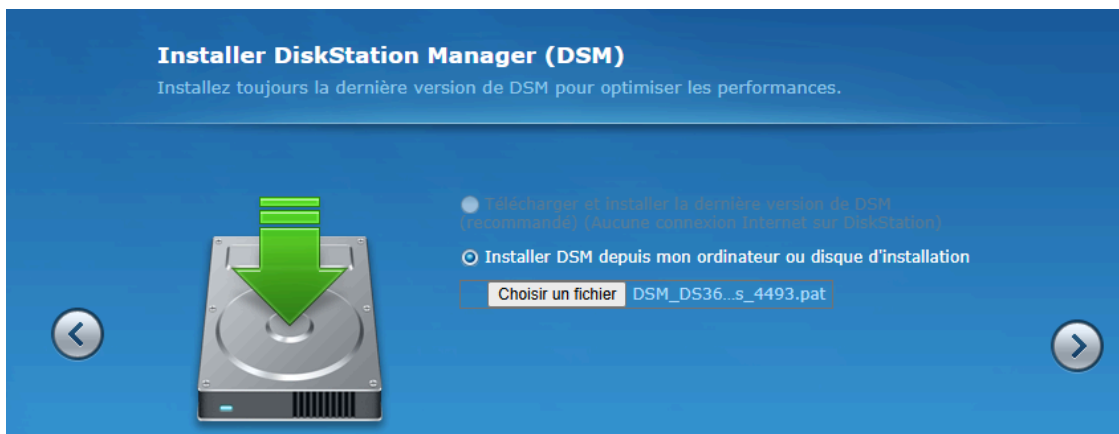 Installer DiskStation Manager (DSM)
Installez toujours la dernière version de DSM pour optimiser les performances.
Télécharger et installer la dernière version de DSM
(recommandé) (Aucune connexion Internet sur DiskStation)
Installer DSM depuis mon ordinateur ou disque d'installation
Choisir un fichier DSM_DS36...s_4493.pat